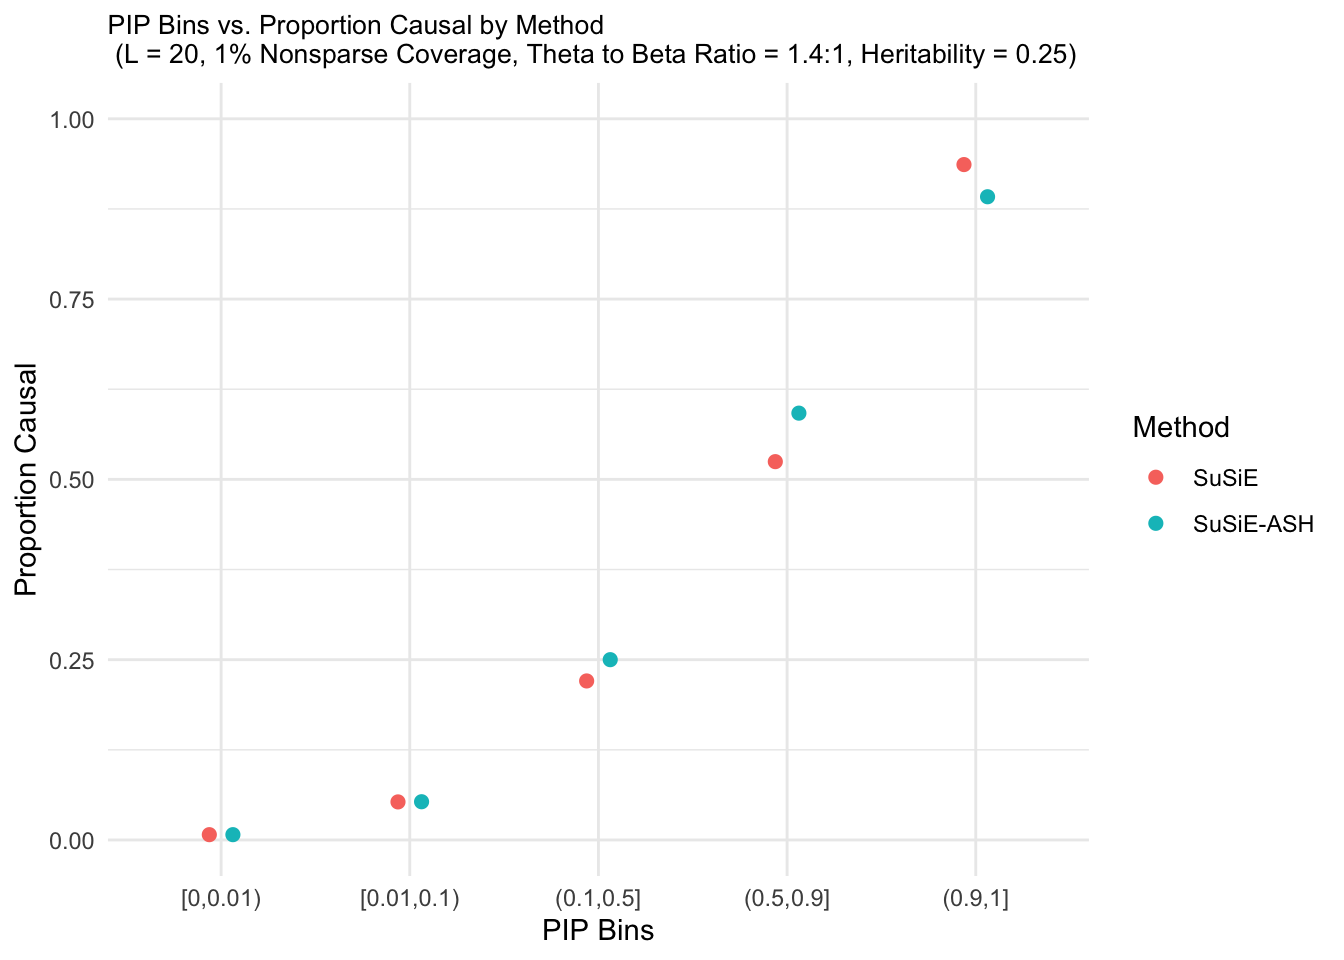 PIP Bins vs. Proportion Causal by Method
(L = 20, 1% Nonsparse Coverage, Theta to Beta Ratio = 1.4:1, Heritability = 0.25)
Proportion Causal
1.00
0.75
0.50
0.25
0.00
[0,0.01)
[0.01,0.1)
(0.1,0.5]
(0.5,0.9]
(0.9,1]
PIP Bins
Method
SuSiE
SuSiE-ASH